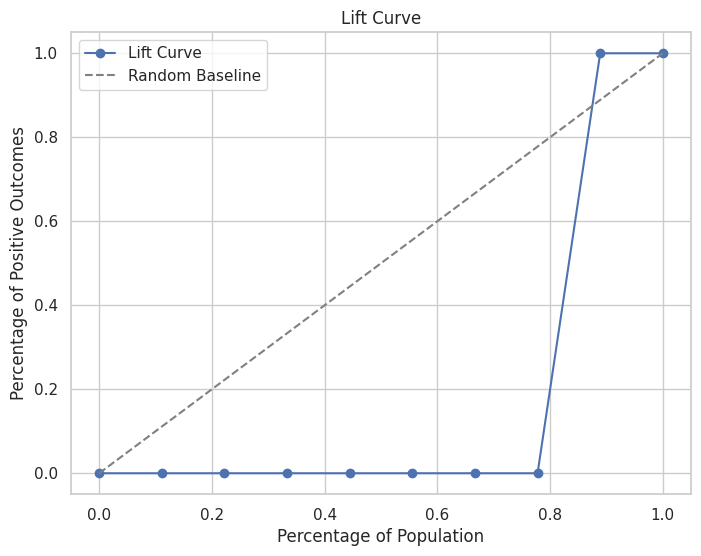 Lift Curve
Lift Curve
Random Baseline
1.0
0.8
0.6
0.4
0.2
0.0
Percentage of Positive Outcomes
0.0 0.2 0.4 0.6 0.8 1.0
Percentage of Population